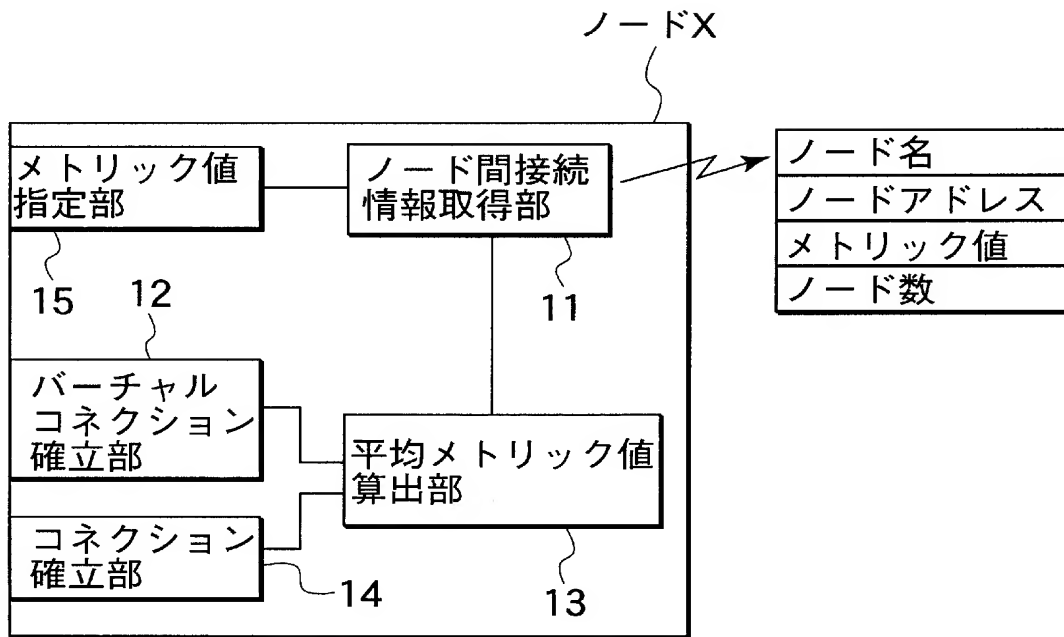 ノードX
メトリック値
指定部
15
ノード間接続
情報取得部
11
ノード名
ノードアドレス
メトリック値
ノード数
12
バーチャル
コネクション
確立部
平均メトリック値
算出部
13
コネクション
確立部
14